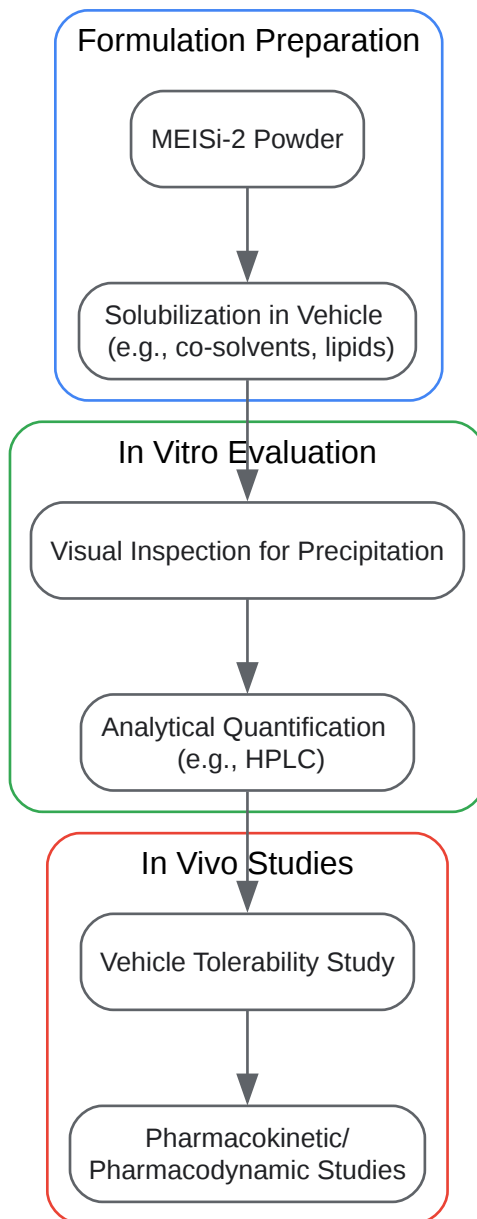 Formulation Preparation
MEISi-2 Powder
Solubilization in Vehicle
(e.g., co-solvents, lipids)
In Vitro Evaluation
Visual Inspection for Precipitation
Analytical Quantification
(e.g., HPLC)
In Vivo Studies
Vehicle Tolerability Study
Pharmacokinetic/
Pharmacodynamic Studies